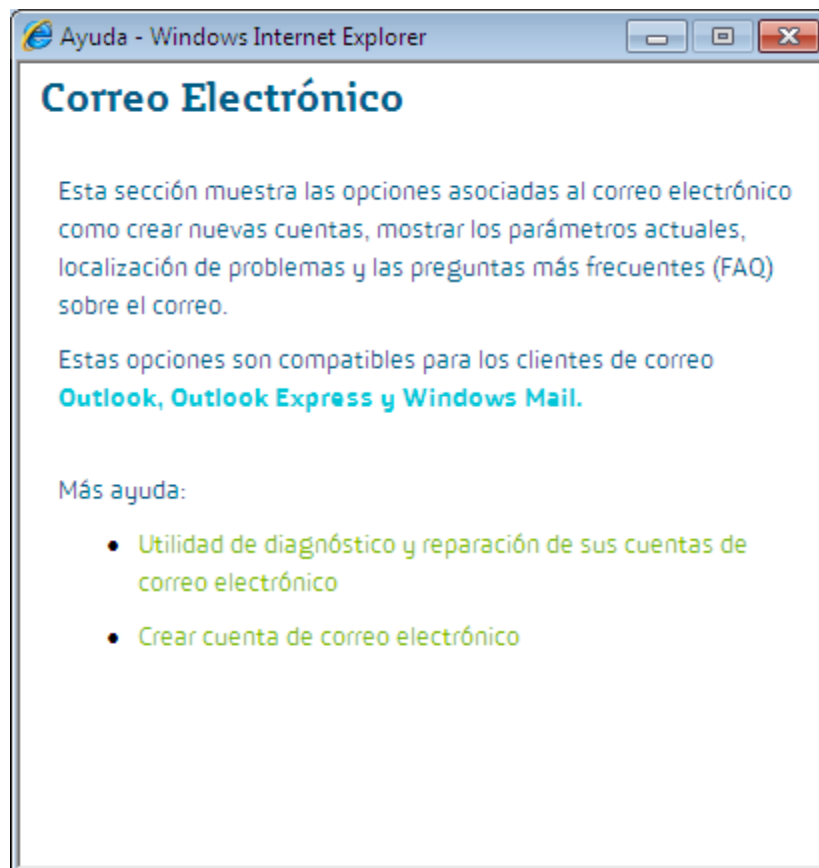 Ayuda - Windows Internet Explorer
Correo Electrónico
Esta sección muestra las opciones asociadas al correo electrónico
como crear nuevas cuentas, mostrar los parámetros actuales,
localización de problemas y las preguntas más frecuentes (FAQ)
sobre el correo.
Estas opciones son compatibles para los clientes de correo
Outlook, Outlook Express y Windows Mail.
Más ayuda:
Utilidad de diagnóstico y reparación de sus cuentas de
correo electrónico
Crear cuenta de correo electrónico